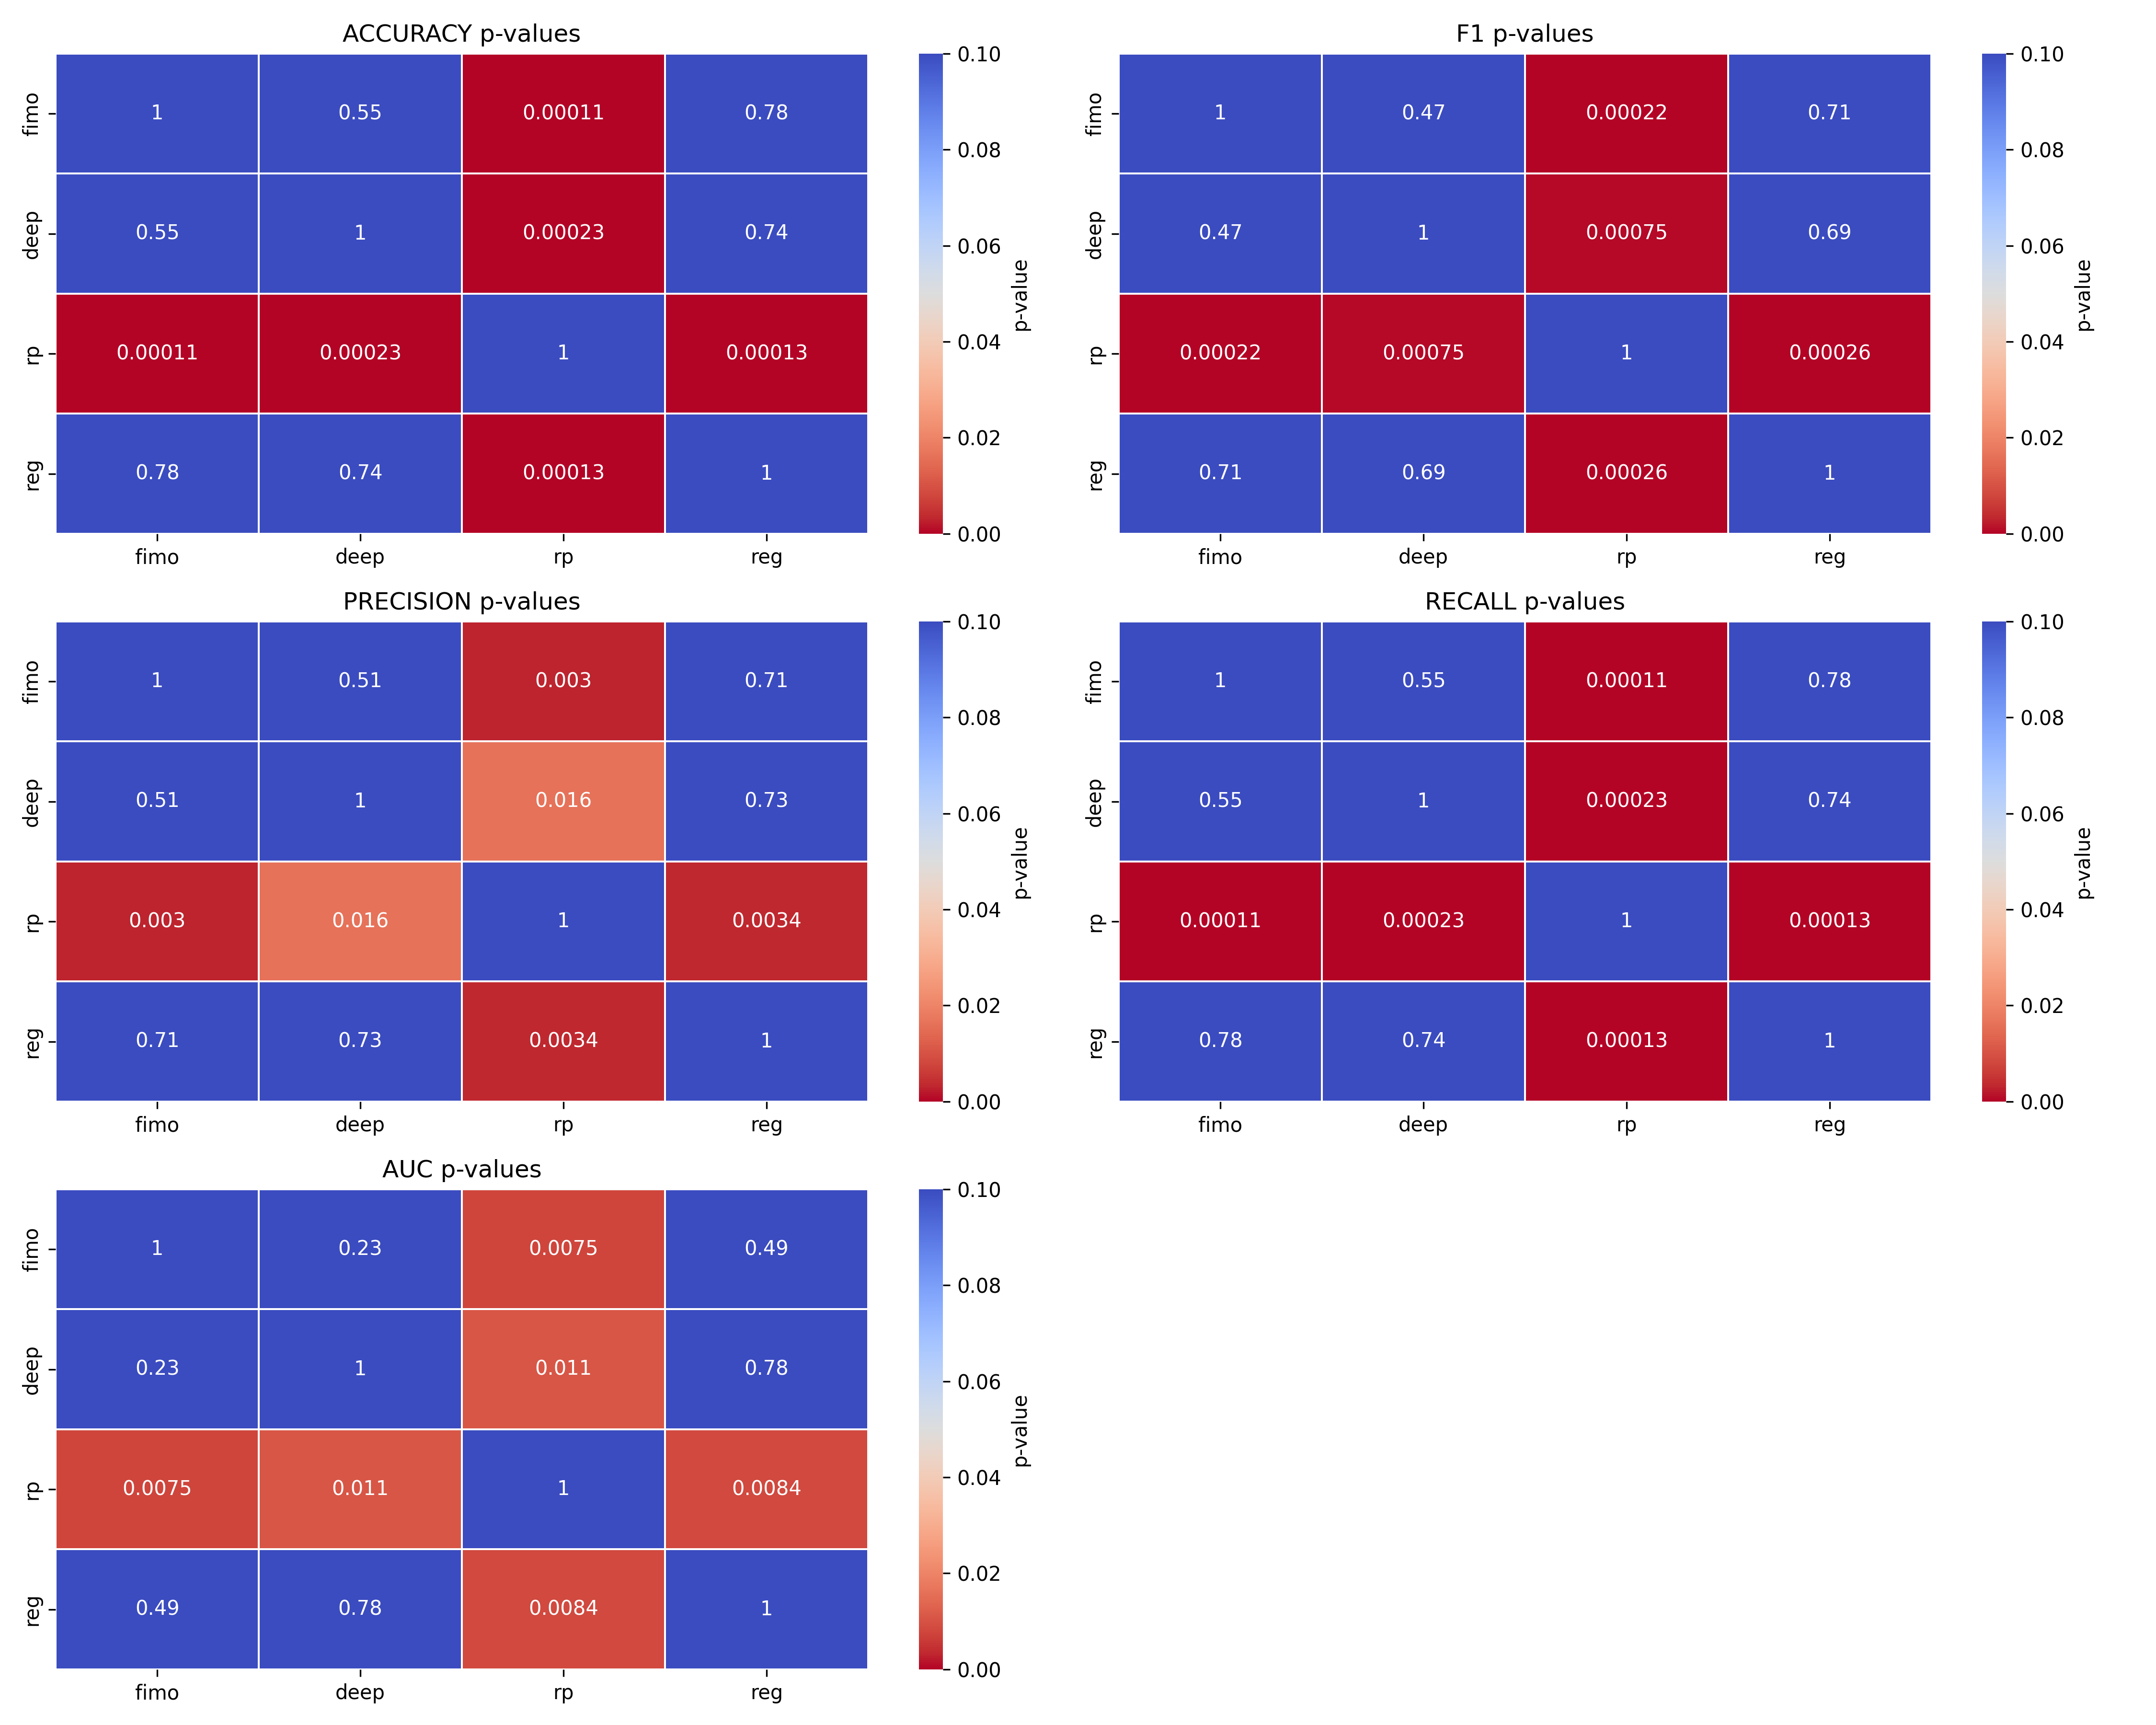 ACCURACY p-values
fimo 1 0.55 0.00011 0.78
deep 0.55 1 0.00023 0.74
rp 0.00011 0.00023 1 0.00013
reg 0.78 0.74 0.00013 1
fimo deep rp reg
0.10
0.08
0.06
0.04
0.02
0.00
p-value
F1 p-values
fimo 1 0.47 0.00022 0.71
deep 0.47 1 0.00075 0.69
rp 0.00022 0.00075 1 0.00026
reg 0.71 0.69 0.00026 1
fimo deep rp reg
0.10
0.08
0.06
0.04
0.02
0.00
p-value
PRECISION p-values
fimo 1 0.51 0.003 0.71
deep 0.51 1 0.016 0.73
rp 0.003 0.016 1 0.0034
reg 0.71 0.73 0.0034 1
fimo deep rp reg
0.10
0.08
0.06
0.04
0.02
0.00
p-value
RECALL p-values
fimo 1 0.55 0.00011 0.78
deep 0.55 1 0.00023 0.74
rp 0.00011 0.00023 1 0.00013
reg 0.78 0.74 0.00013 1
fimo deep rp reg
0.10
0.08
0.06
0.04
0.02
0.00
p-value
AUC p-values
fimo 1 0.23 0.0075 0.49
deep 0.23 1 0.011 0.78
rp 0.0075 0.011 1 0.0084
reg 0.49 0.78 0.0084 1
fimo deep rp reg
0.10
0.08
0.06
0.04
0.02
0.00
p-value